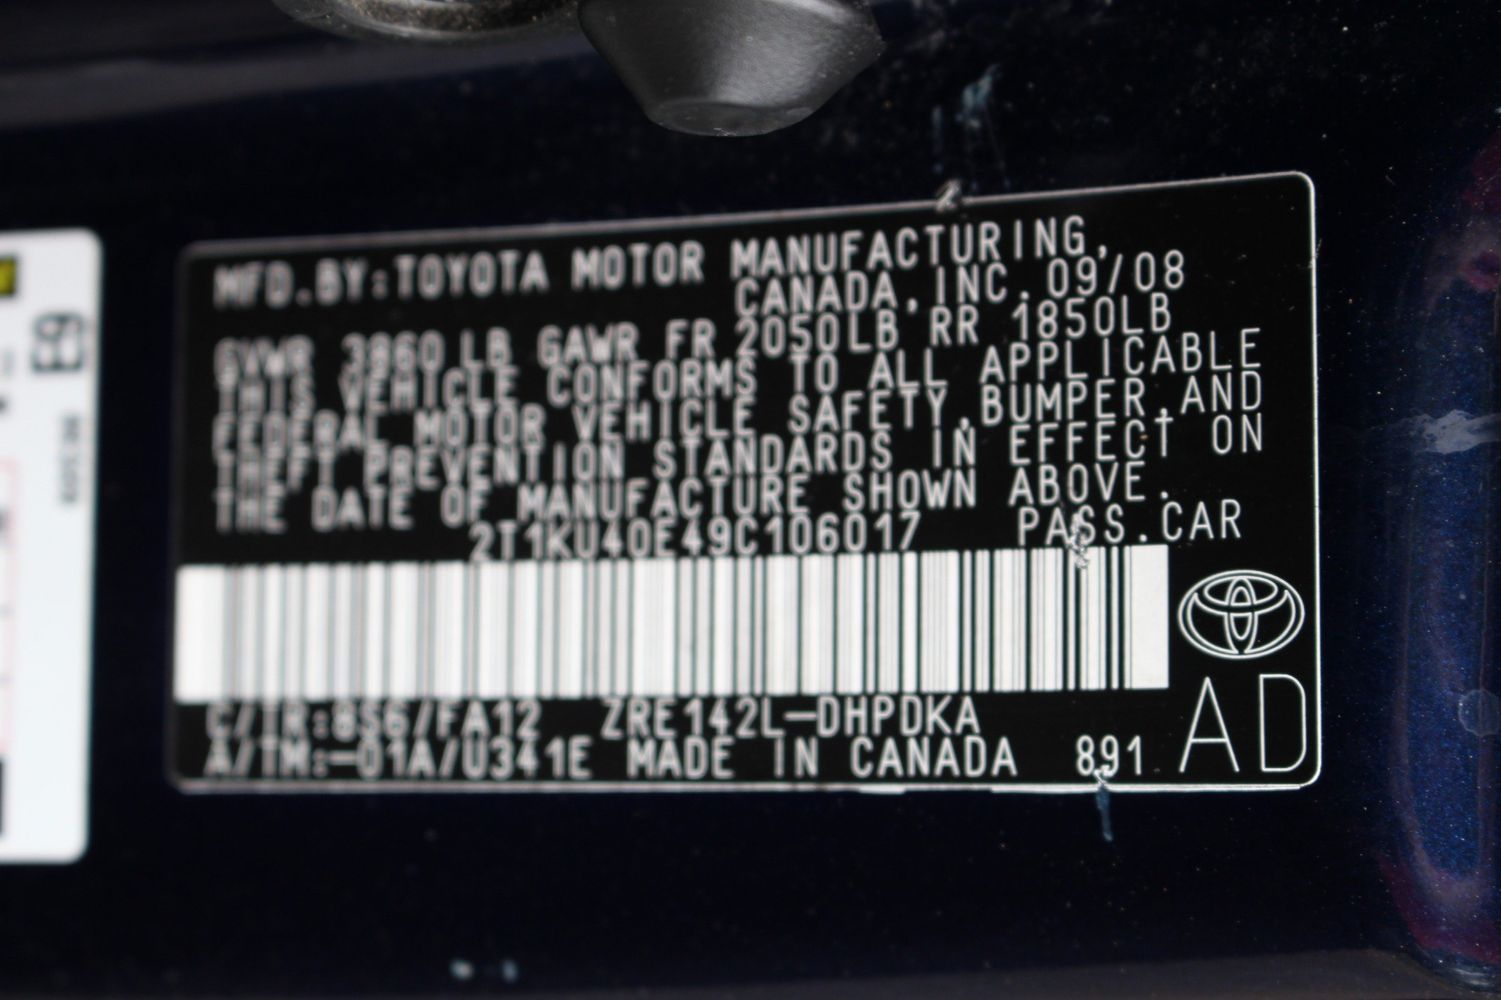 MFD.BY:TOYOTA MOTOR MANUFACTURING,
CANADA,INC. 09/08
GVWR 3860 LB GAWR FR 2050LB RR 1850LB
THIS VEHICLE CONFORMS TO ALL APPLICABLE
FEDERAL MOTOR VEHICLE SAFETY,BUMPER,AND
THEFT PREVENTION STANDARDS IN EFFECT ON
THE DATE OF MANUFACTURE SHOWN ABOVE.
2T1KU40E49C106017 PASS.CAR
C/TR:8S6/FA12 ZRE142L-DHPDKA
A/TM:-01A/U341E MADE IN CANADA 891
AD
E9